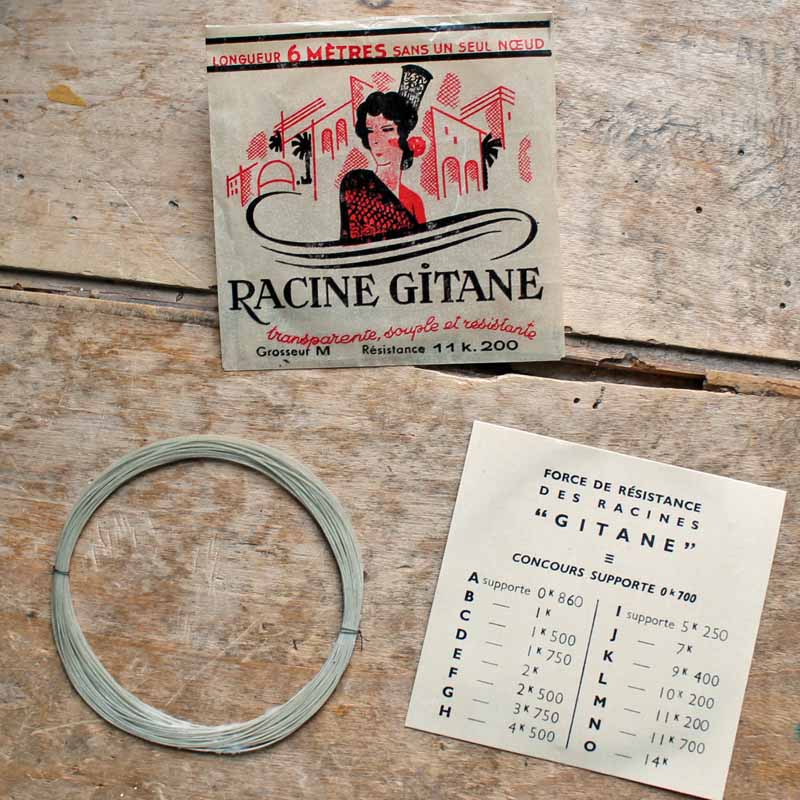 LONGUEUR 6 MÈTRES SANS UN SEUL NŒUD
RACINE GITANE
transparente, souple et résistante
Grosseur M Résistance 11 k. 200
FORCE DE RÉSISTANCE
DES RACINES
“GITANE”
CONCOURS SUPPORTE 0k700
A supporte 0K 860
B — 1K
C — 1K 500
D — 1K 750
E — 2K
F — 2K 500
G — 3K 750
H — 4K 500
I supporte 5K 250
J — 7K
K — 9K 400
L — 10K 200
M — 11K 200
N — 11K 700
O — 14K